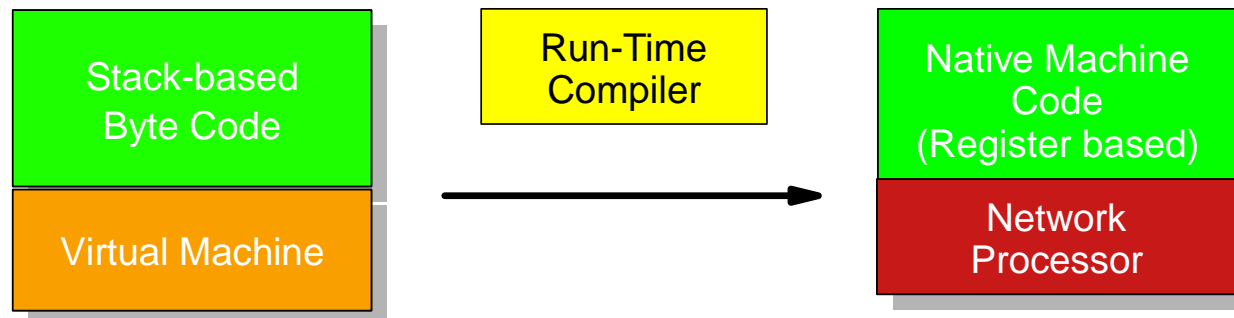 Stack-based
Byte Code
Virtual Machine
Run-Time
Compiler
Native Machine
Code
(Register based)
Network
Processor